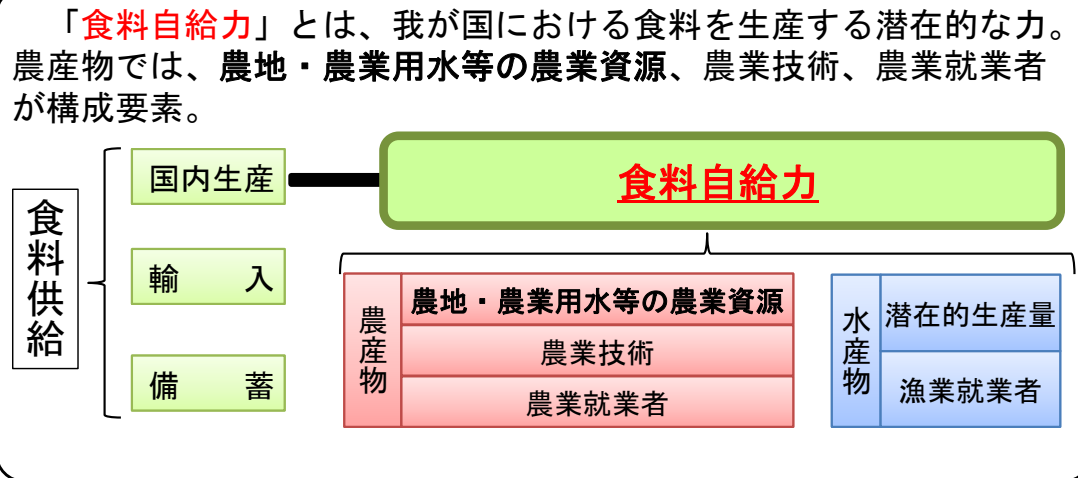 「食料自給力」とは、我が国における食料を生産する潜在的な力。
農産物では、農地・農業用水等の農業資源、農業技術、農業就業者
が構成要素。
食料供給
国内生産
輸　入
備　蓄
食料自給力
農産物
農地・農業用水等の農業資源
農業技術
農業就業者
水産物
潜在的生産量
漁業就業者